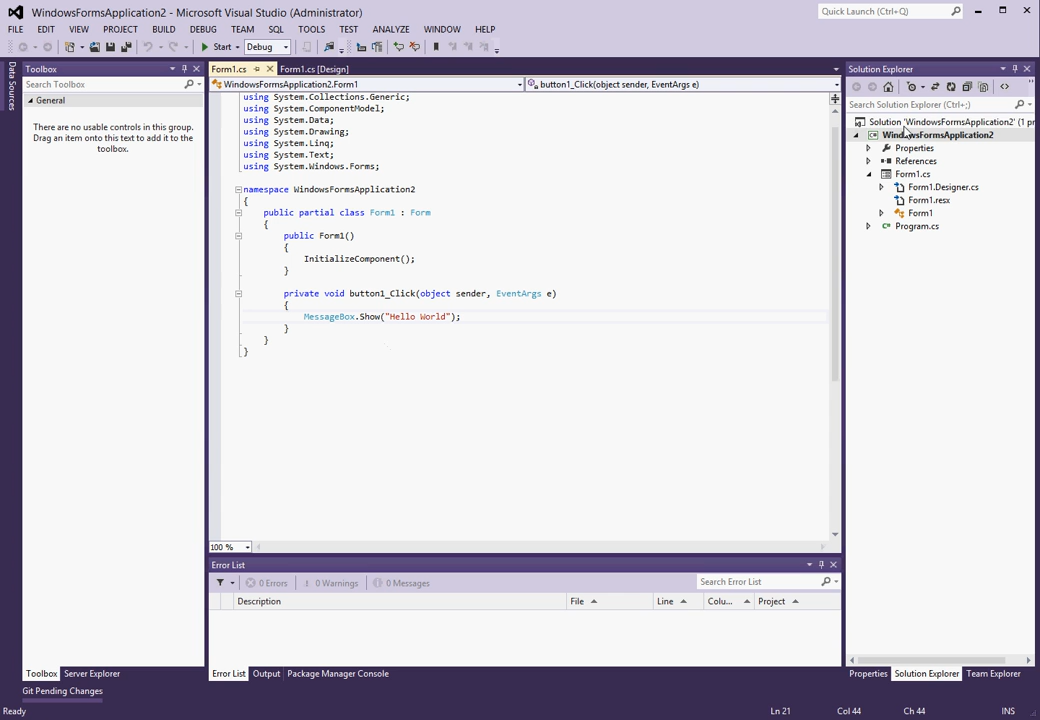 WindowsFormsApplication2 - Microsoft Visual Studio (Administrator)
Quick Launch (Ctrl+Q)
FILE EDIT VIEW PROJECT BUILD DEBUG TEAM SQL TOOLS TEST ANALYZE WINDOW HELP
Start Debug
Data Sources
Toolbox
Search Toolbox
General
There are no usable controls in this group.
Drag an item onto this text to add it to the
toolbox.
Form1.cs Form1.cs [Design]
WindowsFormsApplication2.Form1 button1_Click(object sender, EventArgs e)
using System.Collections.Generic;
using System.ComponentModel;
using System.Data;
using System.Drawing;
using System.Linq;
using System.Text;
using System.Windows.Forms;
namespace WindowsFormsApplication2
{
public partial class Form1 : Form
{
public Form1()
{
InitializeComponent();
}
private void button1_Click(object sender, EventArgs e)
{
MessageBox.Show("Hello World");
}
}
}
100 %
Error List
0 Errors 0 Warnings 0 Messages
Search Error List
Description File Line Colu... Project
Error List Output Package Manager Console
Solution Explorer
Search Solution Explorer (Ctrl+;)
Solution 'WindowsFormsApplication2' (1 pr
WindowsFormsApplication2
Properties
References
Form1.cs
Form1.Designer.cs
Form1.resx
Form1
Program.cs
Properties Solution Explorer Team Explorer
Toolbox Server Explorer
Git Pending Changes
Ready Ln 21 Col 44 Ch 44 INS